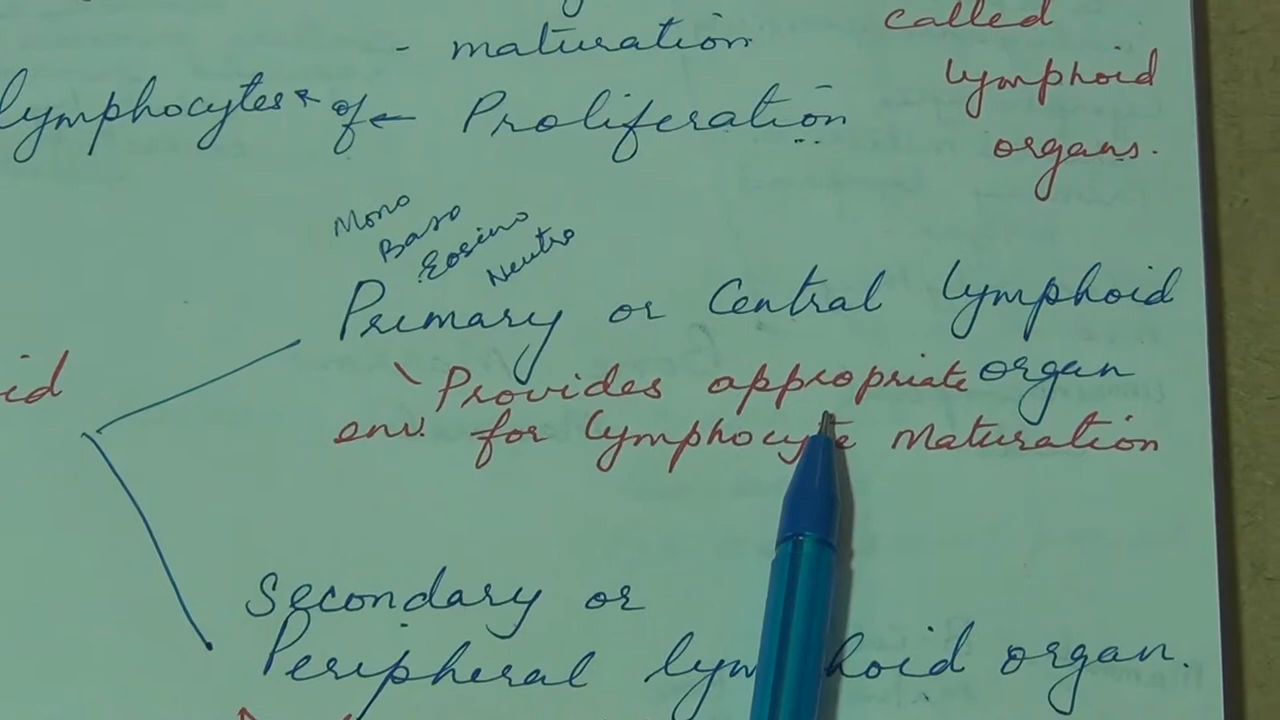 - maturation
called
lymphoid
organs.
lymphocytes & of ← Proliferation
Mono
Baso
Eosino
Neutro
Primary or Central lymphoid
organ
Provides appropriate
env. for lymphocyte Maturation
id
Secondary or
Peripheral lymphoid organ.